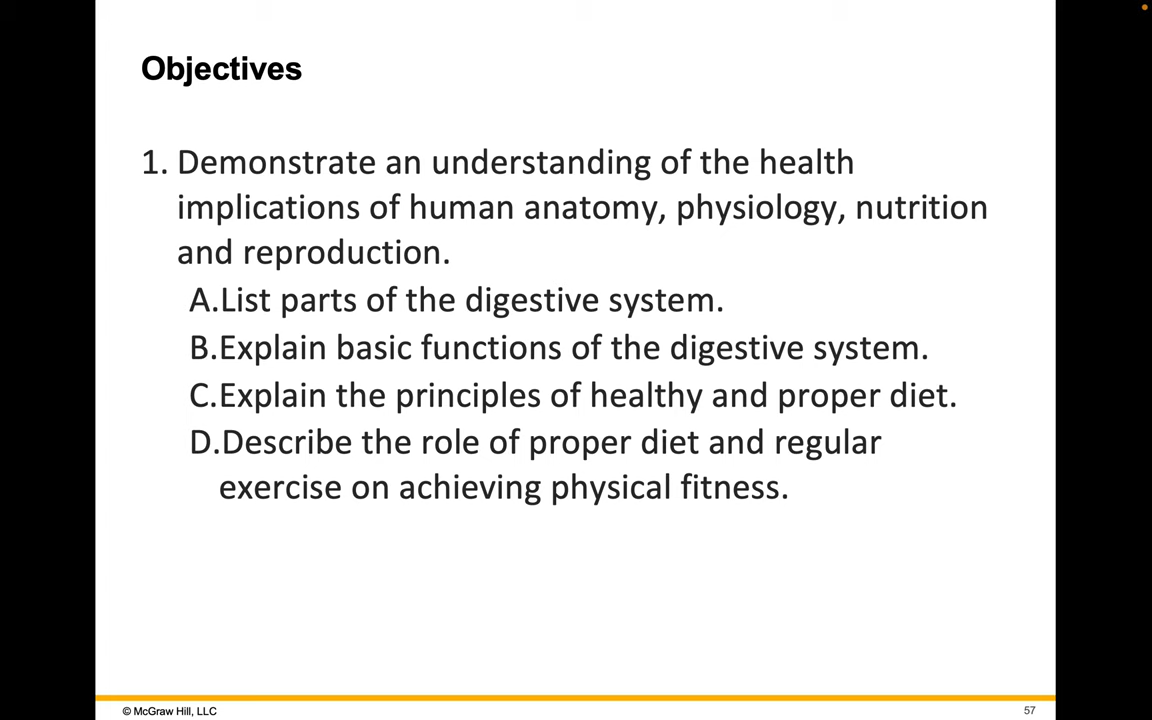 Objectives
1. Demonstrate an understanding of the health
implications of human anatomy, physiology, nutrition
and reproduction.
A.List parts of the digestive system.
B.Explain basic functions of the digestive system.
C.Explain the principles of healthy and proper diet.
D.Describe the role of proper diet and regular
exercise on achieving physical fitness.
© McGraw Hill, LLC
57